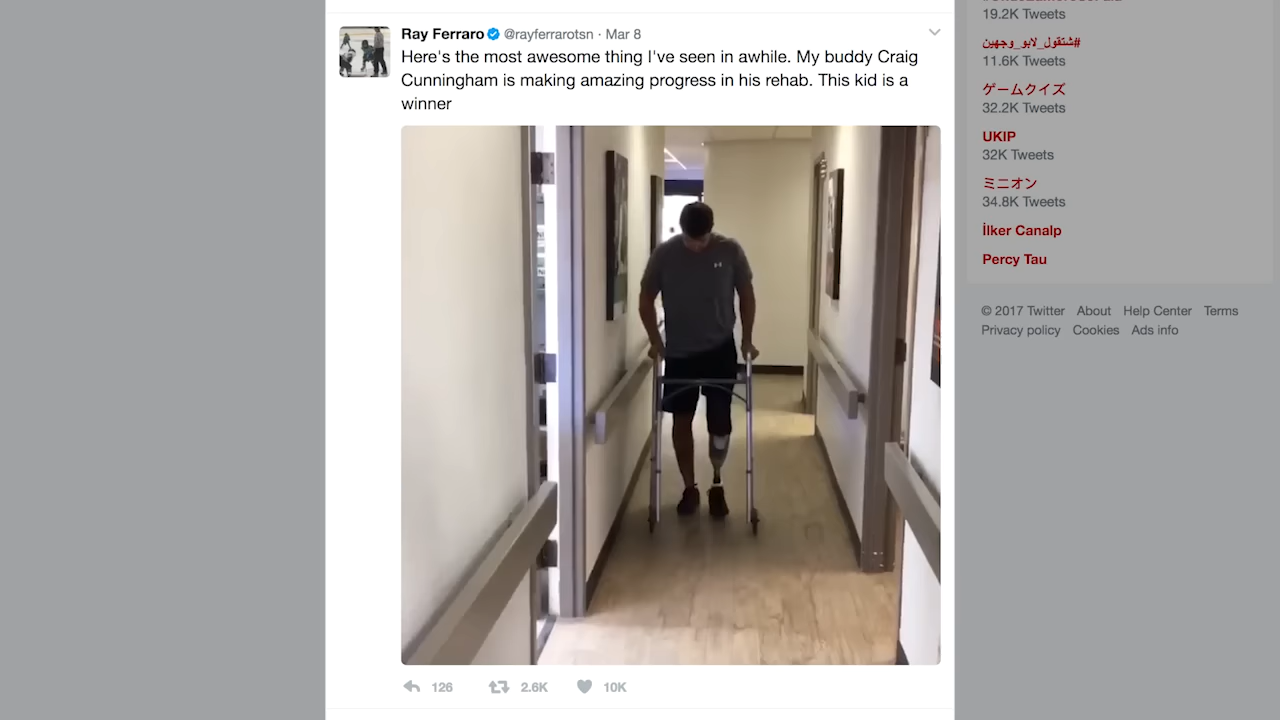 Ray Ferraro @rayferrarotsn · Mar 8
Here's the most awesome thing I've seen in awhile. My buddy Craig
Cunningham is making amazing progress in his rehab. This kid is a
winner
126 2.6K 10K
19.2K Tweets
#شتقول_لابو_وجهين
11.6K Tweets
ゲームクイズ
32.2K Tweets
UKIP
32K Tweets
ミニオン
34.8K Tweets
İlker Canalp
Percy Tau
© 2017 Twitter About Help Center Terms
Privacy policy Cookies Ads info